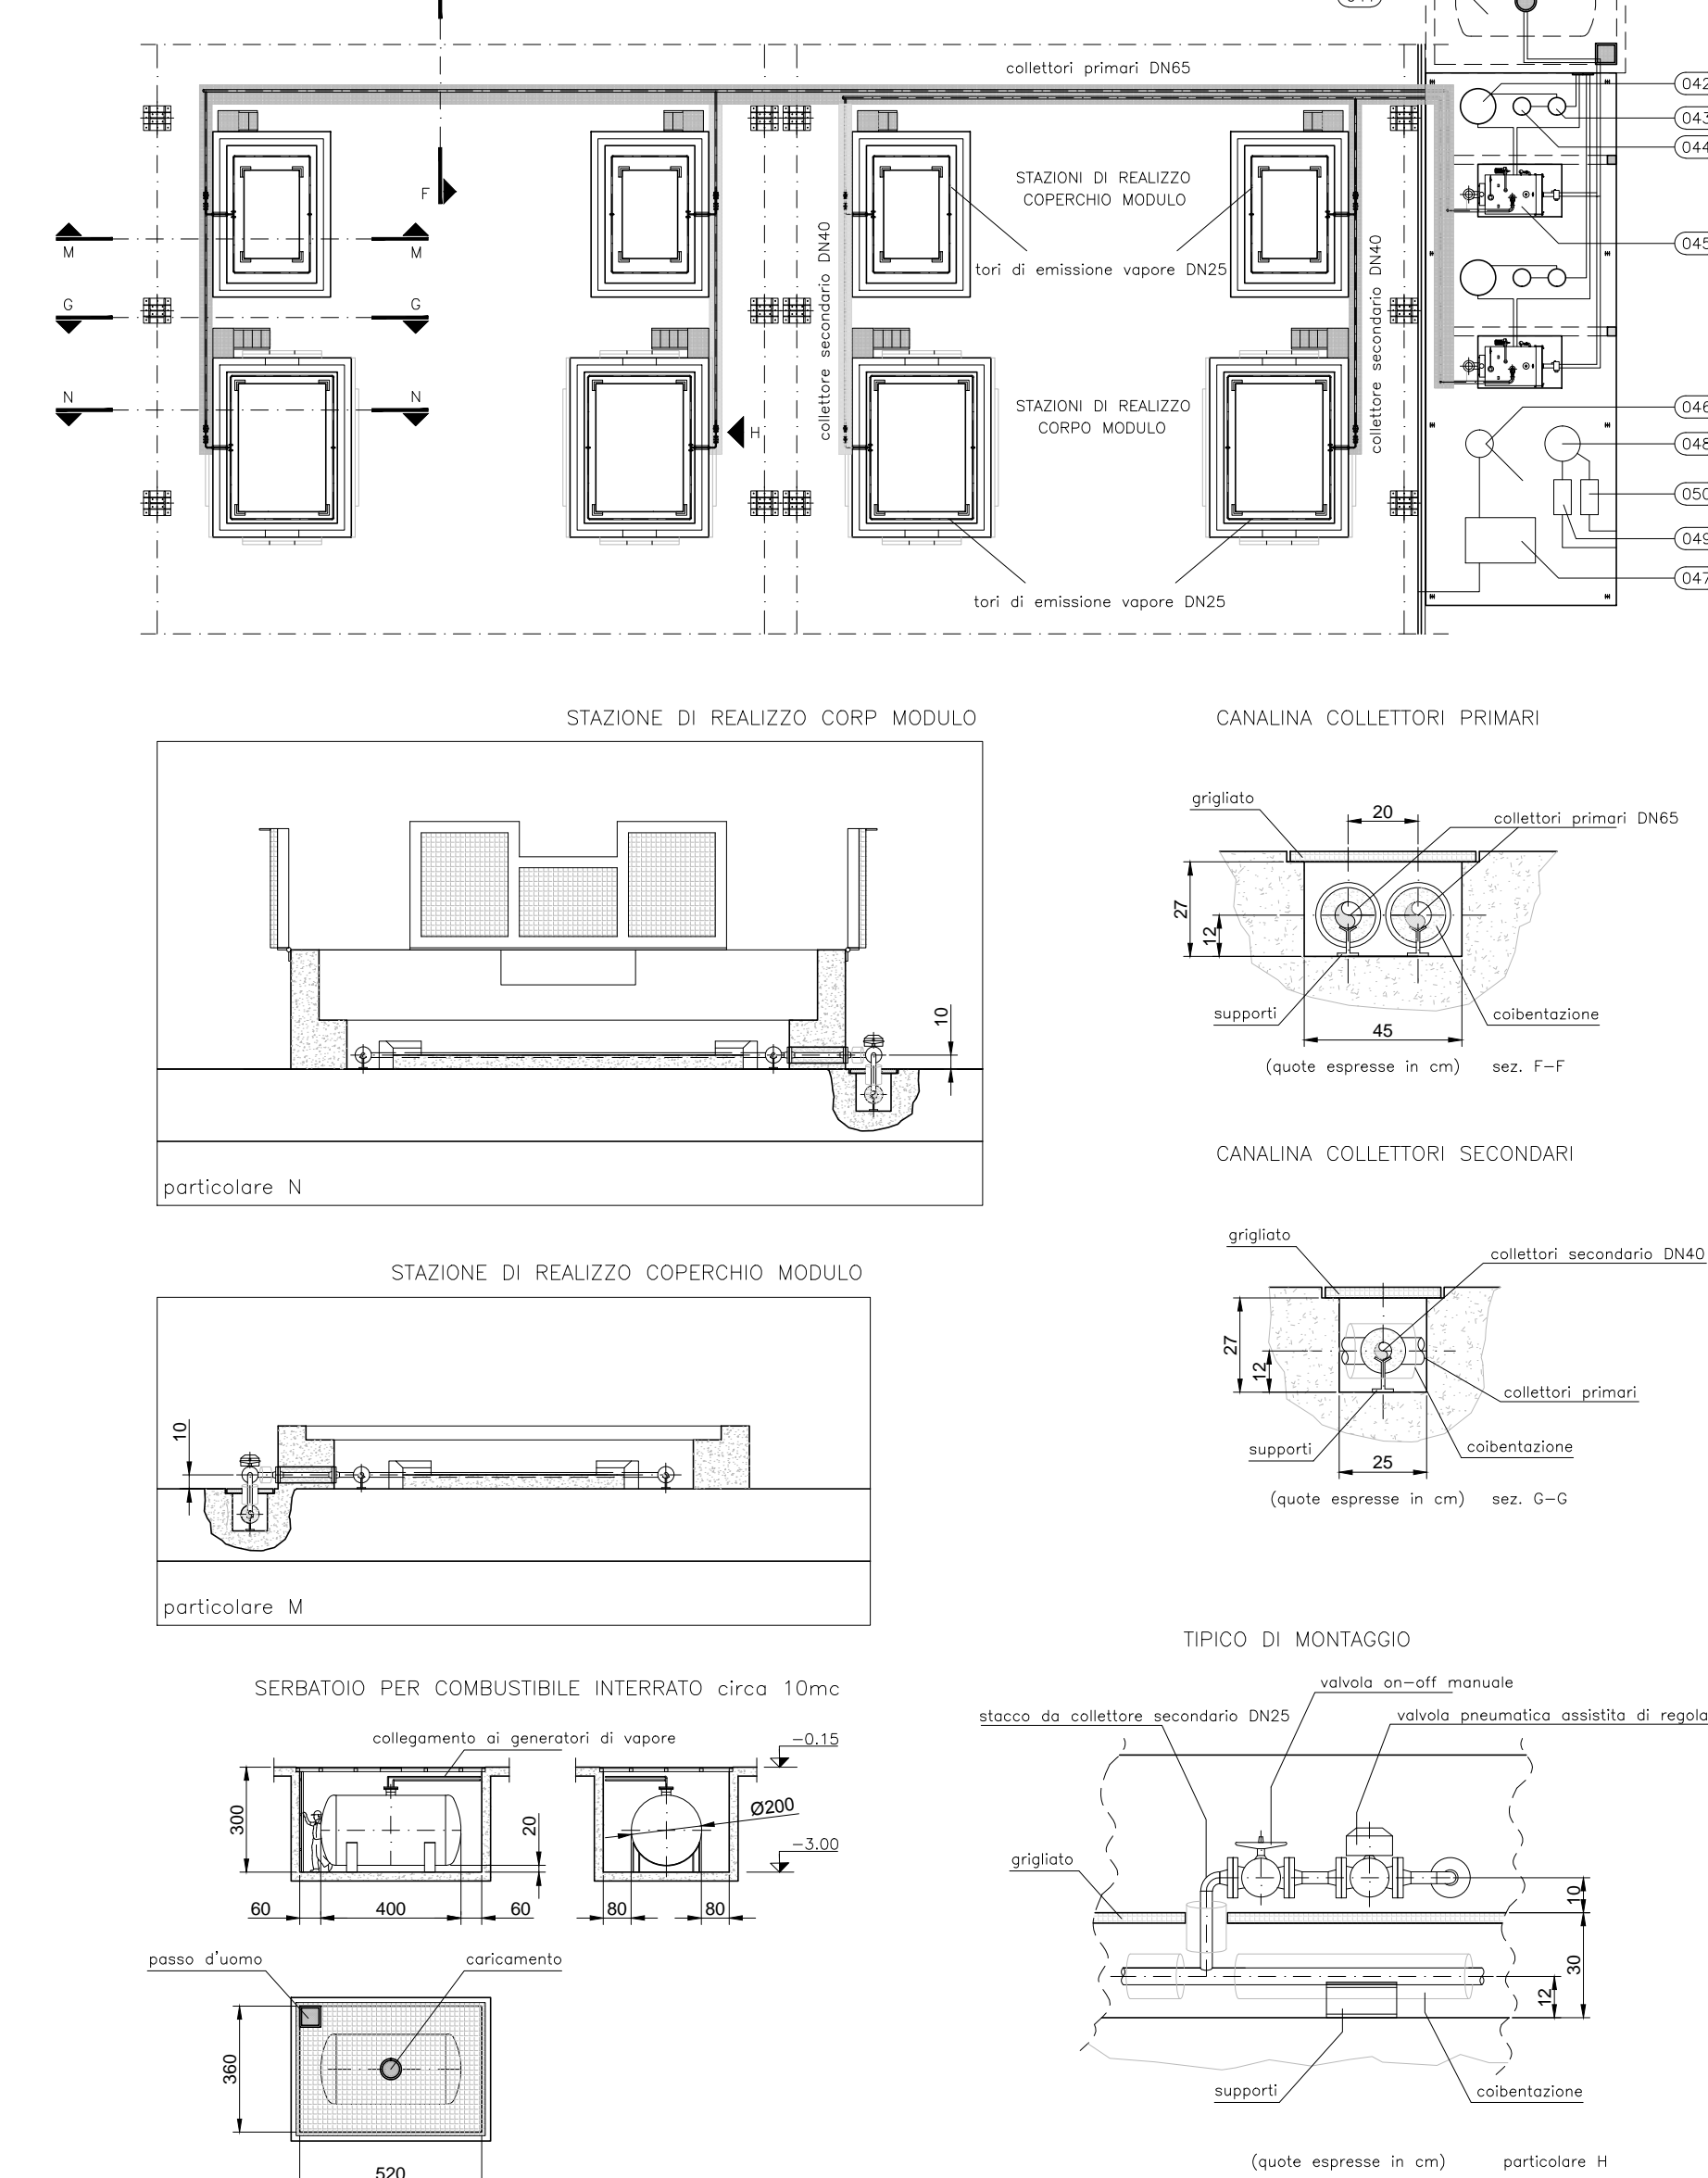 collettori primari DN65
042
043
044
F
STAZIONI DI REALIZZO
COPERCHIO MODULO
M
M
045
collettore secondario DN40
collettore secondario DN40
tori di emissione vapore DN25
G
G
N
N
STAZIONI DI REALIZZO
CORPO MODULO
H
046
048
050
049
047
tori di emissione vapore DN25
STAZIONE DI REALIZZO CORP MODULO
10
particolare N
CANALINA COLLETTORI PRIMARI
grigliato
20
collettori primari DN65
27
12
supporti
coibentazione
45
(quote espresse in cm) sez. F-F
CANALINA COLLETTORI SECONDARI
grigliato
collettori secondario DN40
27
12
collettori primari
supporti
coibentazione
25
(quote espresse in cm) sez. G-G
STAZIONE DI REALIZZO COPERCHIO MODULO
10
particolare M
SERBATOIO PER COMBUSTIBILE INTERRATO circa 10mc
collegamento ai generatori di vapore
-0.15
300
20
Ø200
-3.00
60
400
60
80
80
passo d'uomo
caricamento
360
520
TIPICO DI MONTAGGIO
valvola on-off manuale
stacco da collettore secondario DN25
valvola pneumatica assistita di regola
grigliato
10
30
12
supporti
coibentazione
(quote espresse in cm) particolare H